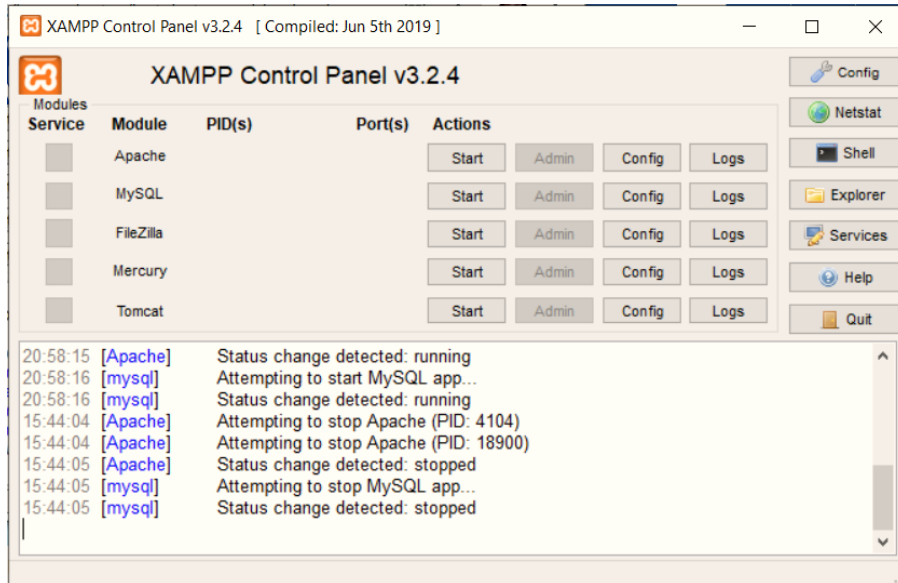 XAMPP Control Panel v3.2.4 [ Compiled: Jun 5th 2019 ]
XAMPP Control Panel v3.2.4
Config
Modules
Service Module PID(s) Port(s) Actions
Netstat
Apache Start Admin Config Logs
Shell
MySQL Start Admin Config Logs
Explorer
FileZilla Start Admin Config Logs
Services
Mercury Start Admin Config Logs
Help
Tomcat Start Admin Config Logs
Quit
20:58:15 [Apache] Status change detected: running
20:58:16 [mysql] Attempting to start MySQL app...
20:58:16 [mysql] Status change detected: running
15:44:04 [Apache] Attempting to stop Apache (PID: 4104)
15:44:04 [Apache] Attempting to stop Apache (PID: 18900)
15:44:05 [Apache] Status change detected: stopped
15:44:05 [mysql] Attempting to stop MySQL app...
15:44:05 [mysql] Status change detected: stopped